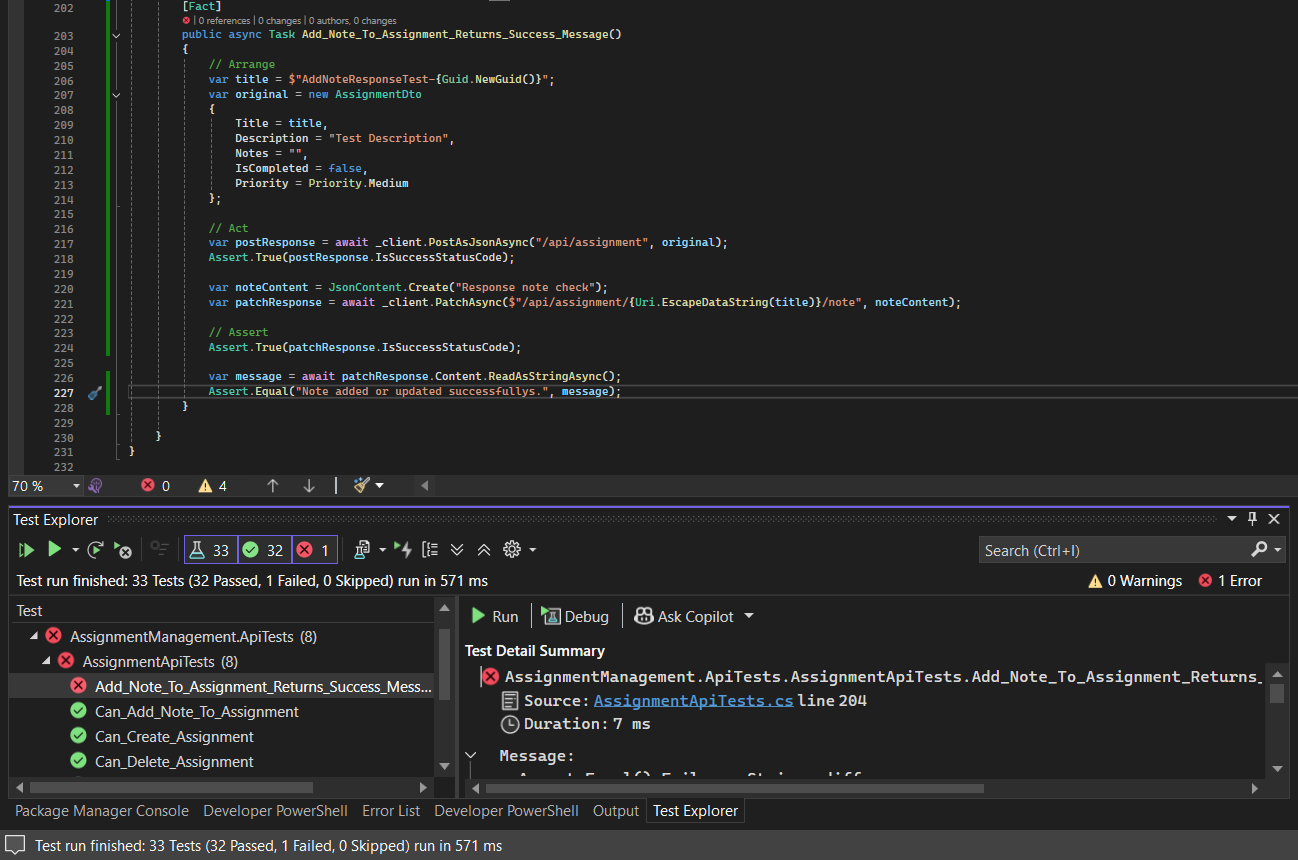 202 [Fact]
| 0 references | 0 changes | 0 authors, 0 changes
203 public async Task Add_Note_To_Assignment_Returns_Success_Message()
204 {
205 // Arrange
206 var title = $"AddNoteResponseTest-{Guid.NewGuid()}";
207 var original = new AssignmentDto
208 {
209 Title = title,
210 Description = "Test Description",
211 Notes = "",
212 IsCompleted = false,
213 Priority = Priority.Medium
214 };
215
216 // Act
217 var postResponse = await _client.PostAsJsonAsync("/api/assignment", original);
218 Assert.True(postResponse.IsSuccessStatusCode);
219
220 var noteContent = JsonContent.Create("Response note check");
221 var patchResponse = await _client.PatchAsync($"/api/assignment/{Uri.EscapeDataString(title)}/note", noteContent);
222
223 // Assert
224 Assert.True(patchResponse.IsSuccessStatusCode);
225
226 var message = await patchResponse.Content.ReadAsStringAsync();
227 Assert.Equal("Note added or updated successfullys.", message);
228 }
229
230 }
231 }
232
70 % 0 4
Test Explorer
33 32 1 Search (Ctrl+I)
Test run finished: 33 Tests (32 Passed, 1 Failed, 0 Skipped) run in 571 ms 0 Warnings 1 Error
Test
AssignmentManagement.ApiTests (8)
AssignmentApiTests (8)
Add_Note_To_Assignment_Returns_Success_Mess...
Can_Add_Note_To_Assignment
Can_Create_Assignment
Can_Delete_Assignment
Run Debug Ask Copilot
Test Detail Summary
AssignmentManagement.ApiTests.AssignmentApiTests.Add_Note_To_Assignment_Returns_
Source: AssignmentApiTests.cs line 204
Duration: 7 ms
Message:
Package Manager Console Developer PowerShell Error List Developer PowerShell Output Test Explorer
Test run finished: 33 Tests (32 Passed, 1 Failed, 0 Skipped) run in 571 ms